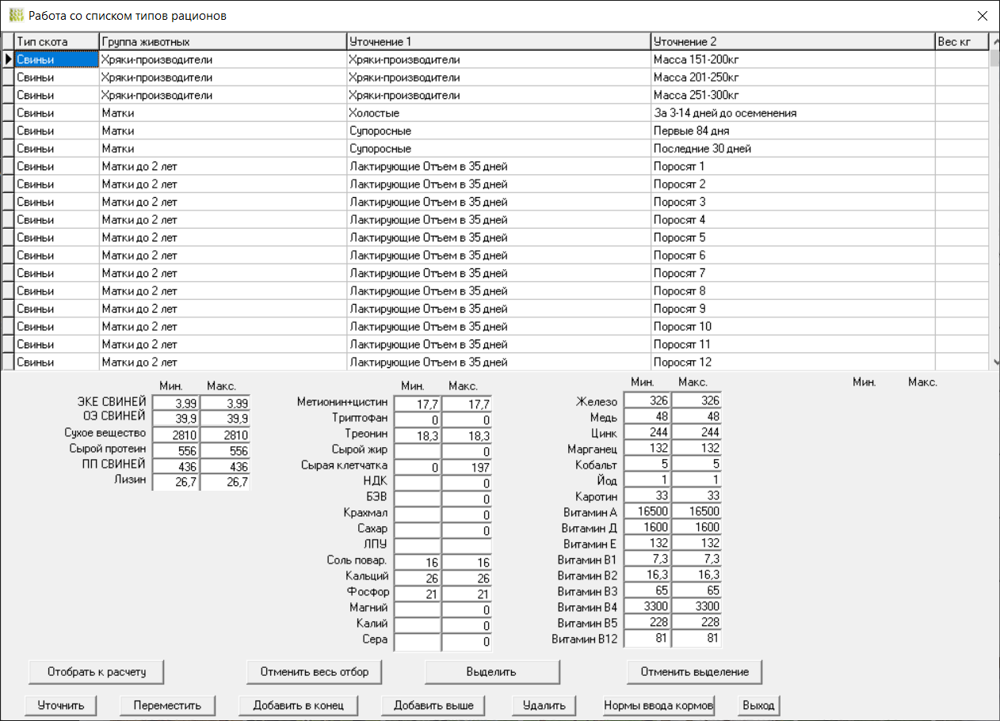 Работа со списком типов рационов
Тип скота Группа животных Уточнение 1 Уточнение 2 Вес кг
Свиньи Хряки-производители Хряки-производители Масса 151-200кг
Свиньи Хряки-производители Хряки-производители Масса 201-250кг
Свиньи Хряки-производители Хряки-производители Масса 251-300кг
Свиньи Матки Холостые За 3-14 дней до осеменения
Свиньи Матки Супоросные Первые 84 дня
Свиньи Матки Супоросные Последние 30 дней
Свиньи Матки до 2 лет Лактирующие Отъем в 35 дней Поросят 1
Свиньи Матки до 2 лет Лактирующие Отъем в 35 дней Поросят 2
Свиньи Матки до 2 лет Лактирующие Отъем в 35 дней Поросят 3
Свиньи Матки до 2 лет Лактирующие Отъем в 35 дней Поросят 4
Свиньи Матки до 2 лет Лактирующие Отъем в 35 дней Поросят 5
Свиньи Матки до 2 лет Лактирующие Отъем в 35 дней Поросят 6
Свиньи Матки до 2 лет Лактирующие Отъем в 35 дней Поросят 7
Свиньи Матки до 2 лет Лактирующие Отъем в 35 дней Поросят 8
Свиньи Матки до 2 лет Лактирующие Отъем в 35 дней Поросят 9
Свиньи Матки до 2 лет Лактирующие Отъем в 35 дней Поросят 10
Свиньи Матки до 2 лет Лактирующие Отъем в 35 дней Поросят 11
Свиньи Матки до 2 лет Лактирующие Отъем в 35 дней Поросят 12
Мин. Макс.
ЭКЕ СВИНЕЙ 3,99 3,99
ОЭ СВИНЕЙ 39,9 39,9
Сухое вещество 2810 2810
Сырой протеин 556 556
ПП СВИНЕЙ 436 436
Лизин 26,7 26,7
Мин. Макс.
Метионин+цистин 17,7 17,7
Триптофан 0 0
Треонин 18,3 18,3
Сырой жир 0
Сырая клетчатка 0 197
НДК 0
БЭВ 0
Крахмал 0
Сахар 0
ЛПУ
Соль повар. 16 16
Кальций 26 26
Фосфор 21 21
Магний 0
Калий 0
Сера 0
Мин. Макс.
Железо 326 326
Медь 48 48
Цинк 244 244
Марганец 132 132
Кобальт 5 5
Йод 1 1
Каротин 33 33
Витамин А 16500 16500
Витамин Д 1600 1600
Витамин Е 132 132
Витамин В1 7,3 7,3
Витамин В2 16,3 16,3
Витамин В3 65 65
Витамин В4 3300 3300
Витамин В5 228 228
Витамин В12 81 81
Мин. Макс.
Отобрать к расчету Отменить весь отбор Выделить Отменить выделение
Уточнить Переместить Добавить в конец Добавить выше Удалить Нормы ввода кормов Выход